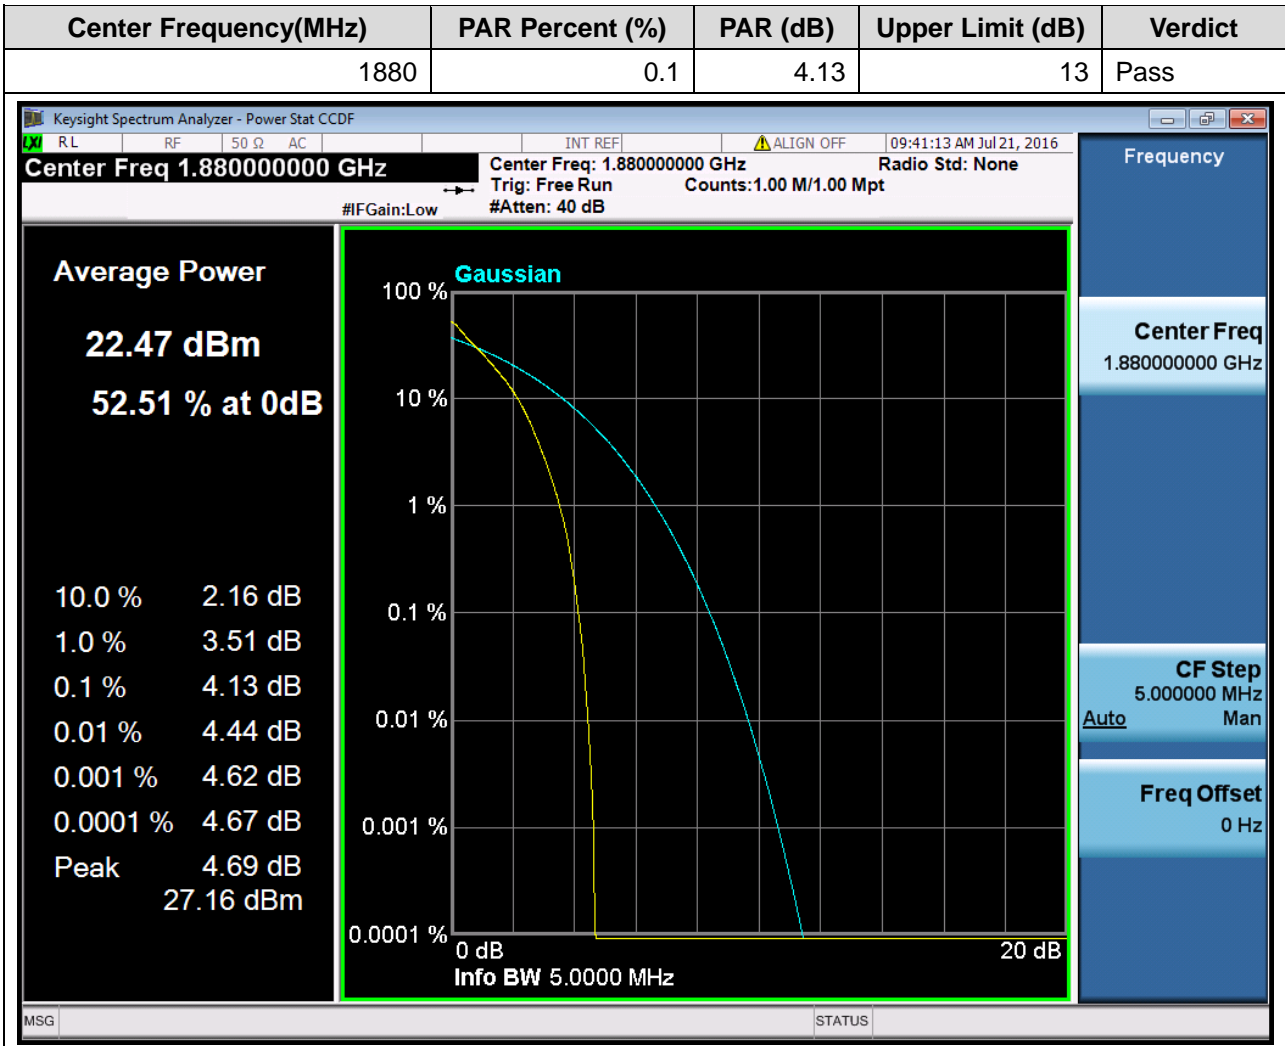 Center Frequency(MHz) PAR Percent (%) PAR (dB) Upper Limit (dB) Verdict
1880 0.1 4.13 13 Pass
Keysight Spectrum Analyzer - Power Stat CCDF
LXI RL RF 50 Ω AC INT REF ALIGN OFF 09:41:13 AM Jul 21, 2016
Center Freq 1.880000000 GHz
Center Freq: 1.880000000 GHz Radio Std: None
Trig: Free Run Counts:1.00 M/1.00 Mpt
#IFGain:Low #Atten: 40 dB
Frequency
Average Power
22.47 dBm
52.51 % at 0dB
10.0 % 2.16 dB
1.0 % 3.51 dB
0.1 % 4.13 dB
0.01 % 4.44 dB
0.001 % 4.62 dB
0.0001 % 4.67 dB
Peak 4.69 dB
27.16 dBm
Gaussian
100 %
10 %
1 %
0.1 %
0.01 %
0.001 %
0.0001 %
0 dB 20 dB
Info BW 5.0000 MHz
Center Freq
1.880000000 GHz
CF Step
5.000000 MHz
Auto Man
Freq Offset
0 Hz
MSG STATUS